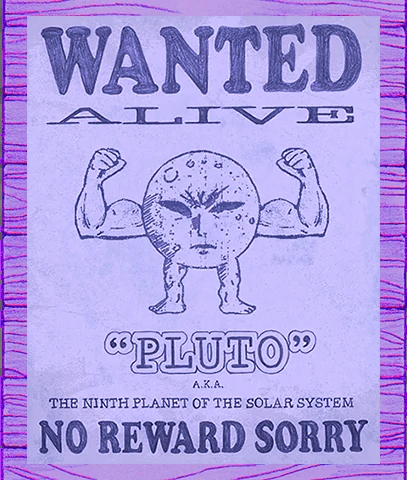 WANTED
ALIVE
"PLUTO"
A.K.A.
THE NINTH PLANET OF THE SOLAR SYSTEM
NO REWARD SORRY